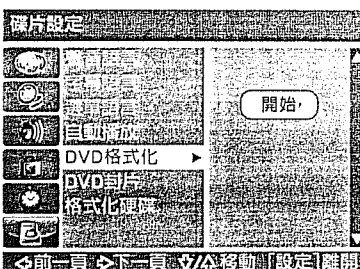 碟片設定
自動播放
DVD格式化
DVD封片
格式化硬碟
開始
前一頁 下一頁 移動 [設定]離開